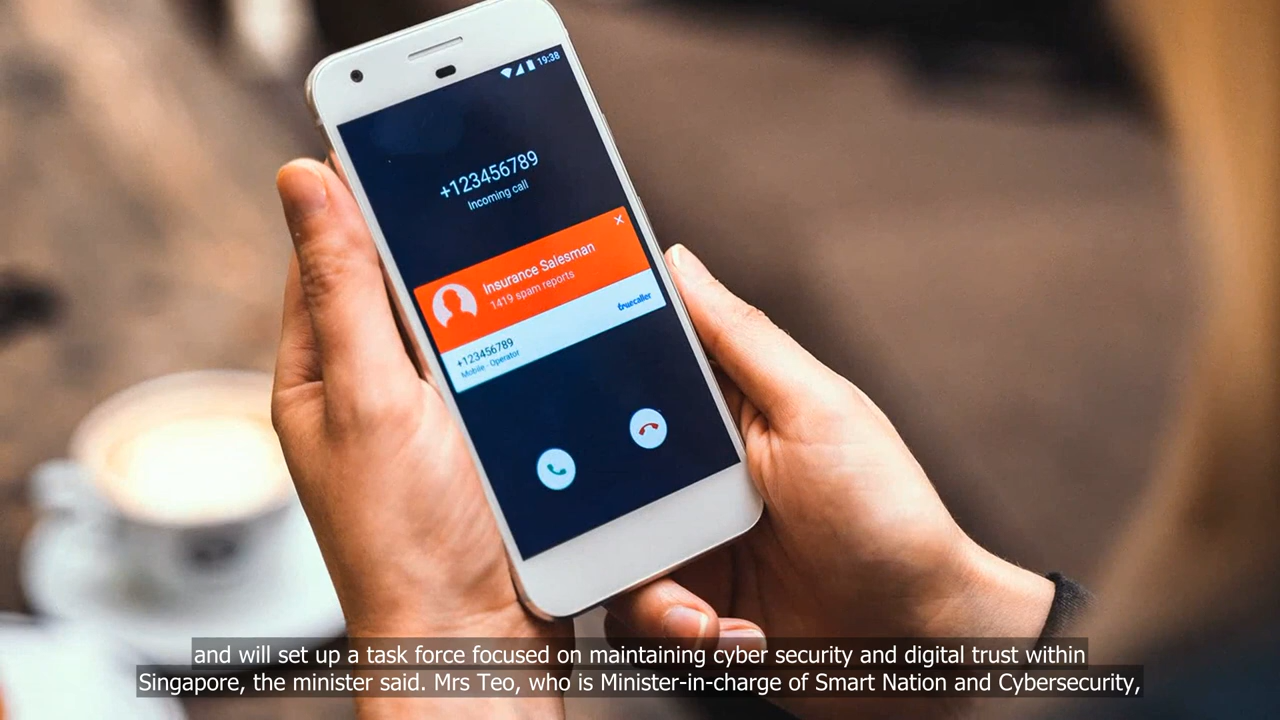 19:38
+123456789
Incoming call
Insurance Salesman
1419 spam reports
truecaller
+123456789
Mobile - Operator
and will set up a task force focused on maintaining cyber security and digital trust within
Singapore, the minister said. Mrs Teo, who is Minister-in-charge of Smart Nation and Cybersecurity,